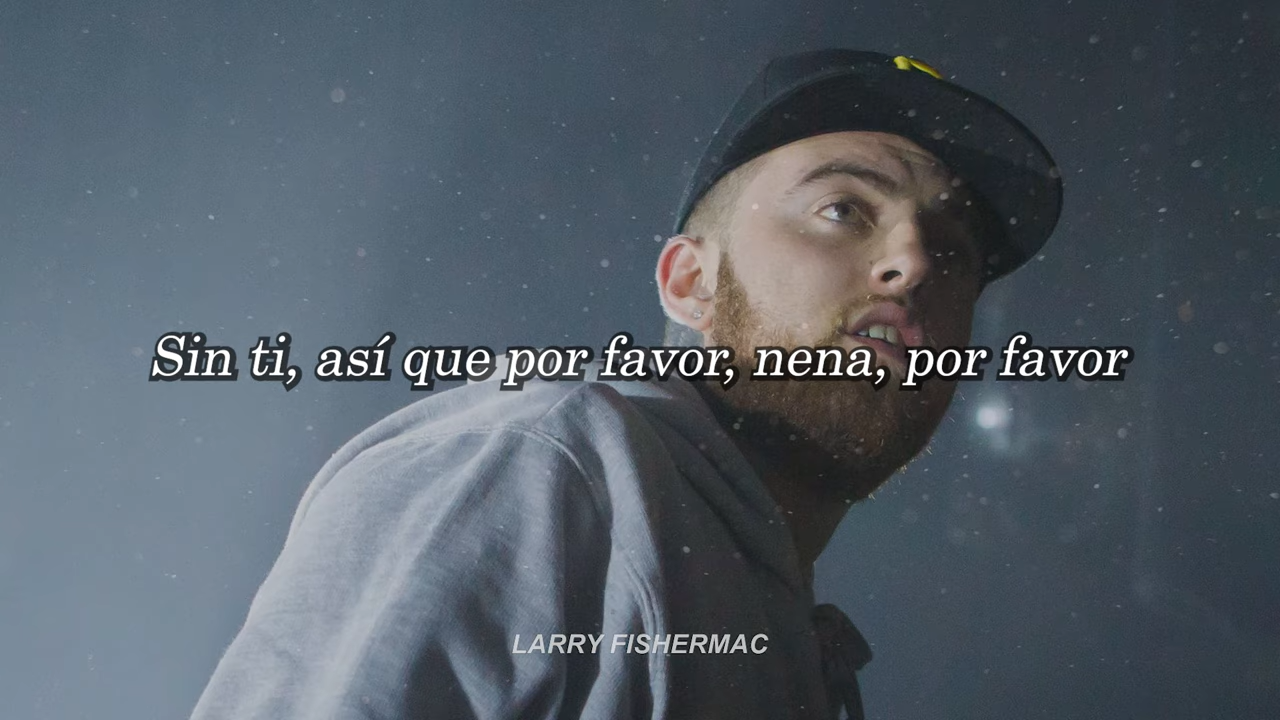 Sin ti, así que por favor, nena, por favor
LARRY FISHERMAC